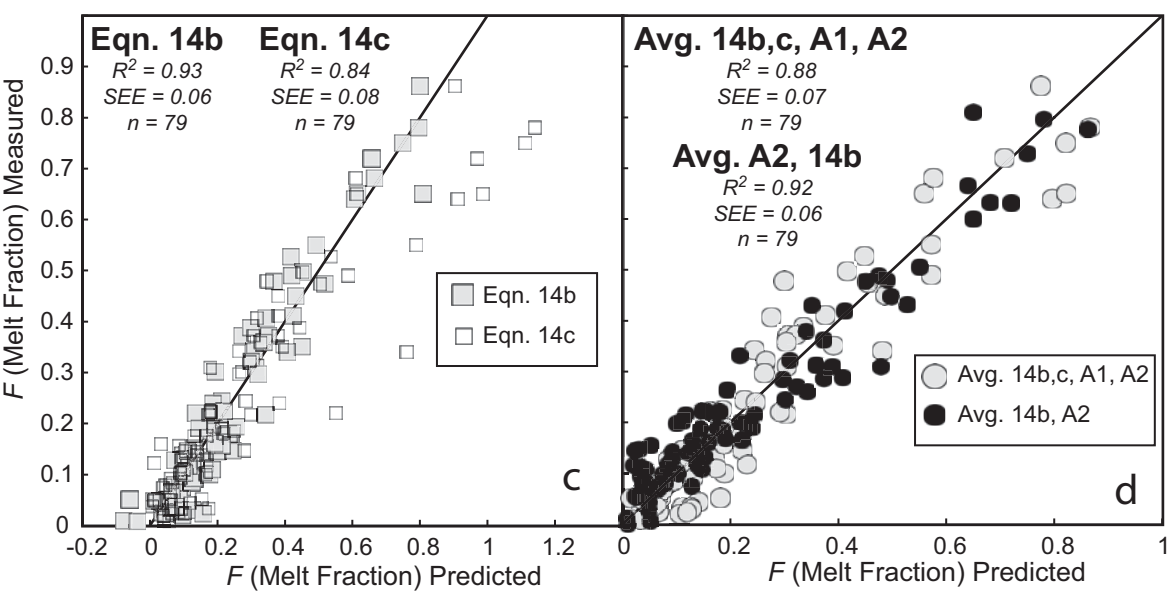 Eqn. 14b
R² = 0.93
SEE = 0.06
n = 79
Eqn. 14c
R² = 0.84
SEE = 0.08
n = 79
F (Melt Fraction) Measured
0.9
0.8
0.7
0.6
0.5
0.4
0.3
0.2
0.1
0
Eqn. 14b
Eqn. 14c
c
-0.2
0
0.2
0.4
0.6
0.8
1
1.2
F (Melt Fraction) Predicted
Avg. 14b,c, A1, A2
R² = 0.88
SEE = 0.07
n = 79
Avg. A2, 14b
R² = 0.92
SEE = 0.06
n = 79
Avg. 14b,c, A1, A2
Avg. 14b, A2
d
0
0.2
0.4
0.6
0.8
1
F (Melt Fraction) Predicted